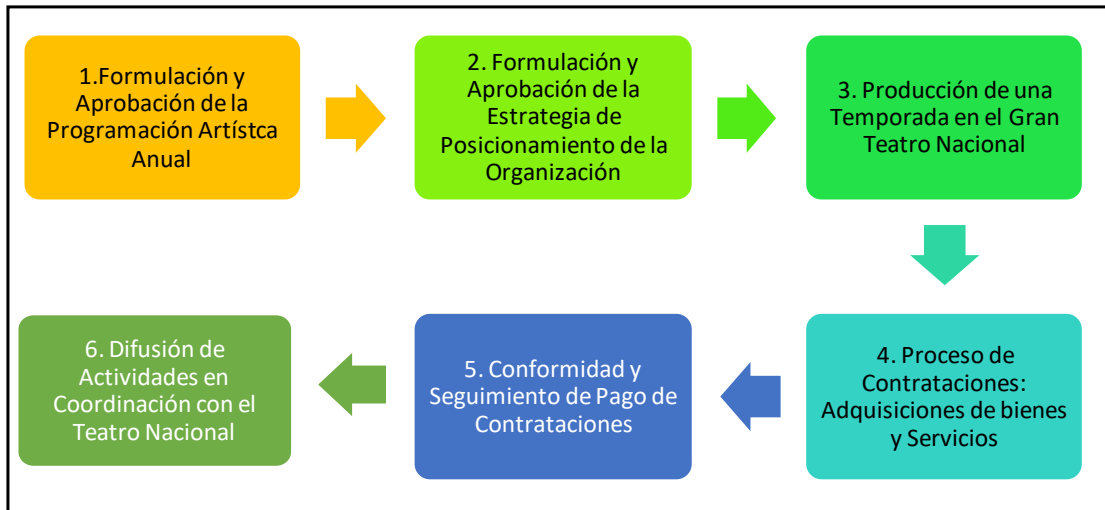 1.Formulación y
Aprobación de la
Programación Artístca
Anual
2. Formulación y
Aprobación de la
Estrategia de
Posicionamiento de la
Organización
3. Producción de una
Temporada en el Gran
Teatro Nacional
4. Proceso de
Contrataciones:
Adquisiciones de bienes
y Servicios
5. Conformidad y
Seguimiento de Pago de
Contrataciones
6. Difusión de
Actividades en
Coordinación con el
Teatro Nacional